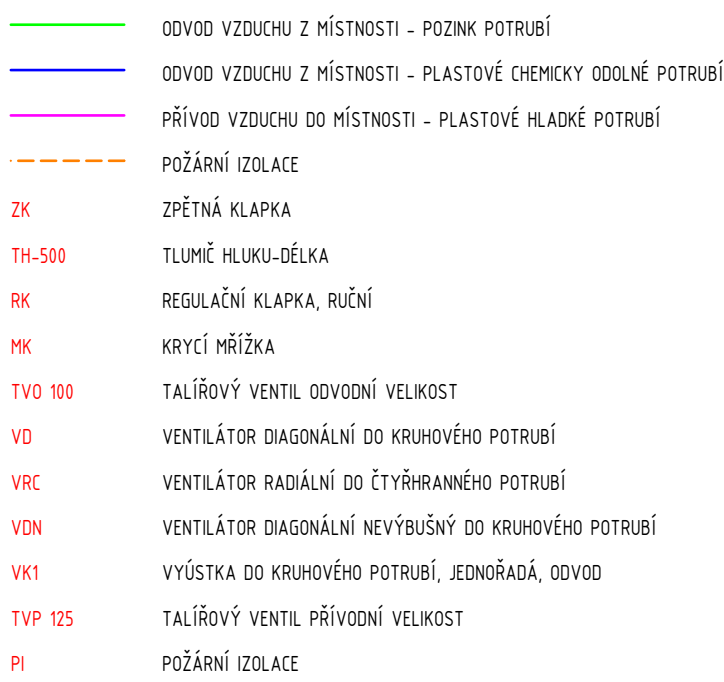 ODVOD VZDUCHU Z MÍSTNOSTI - POZINK POTRUBÍ
ODVOD VZDUCHU Z MÍSTNOSTI - PLASTOVÉ CHEMICKY ODOLNÉ POTRUBÍ
PŘÍVOD VZDUCHU DO MÍSTNOSTI - PLASTOVÉ HLADKÉ POTRUBÍ
POŽÁRNÍ IZOLACE
ZK ZPĚTNÁ KLAPKA
TH-500 TLUMIČ HLUKU-DÉLKA
RK REGULAČNÍ KLAPKA, RUČNÍ
MK KRYCÍ MŘÍŽKA
TVO 100 TALÍŘOVÝ VENTIL ODVODNÍ VELIKOST
VD VENTILÁTOR DIAGONÁLNÍ DO KRUHOVÉHO POTRUBÍ
VRC VENTILÁTOR RADIÁLNÍ DO ČTYŘHRANNÉHO POTRUBÍ
VDN VENTILÁTOR DIAGONÁLNÍ NEVÝBUŠNÝ DO KRUHOVÉHO POTRUBÍ
VK1 VYÚSTKA DO KRUHOVÉHO POTRUBÍ, JEDNOŘADÁ, ODVOD
TVP 125 TALÍŘOVÝ VENTIL PŘÍVODNÍ VELIKOST
PI POŽÁRNÍ IZOLACE